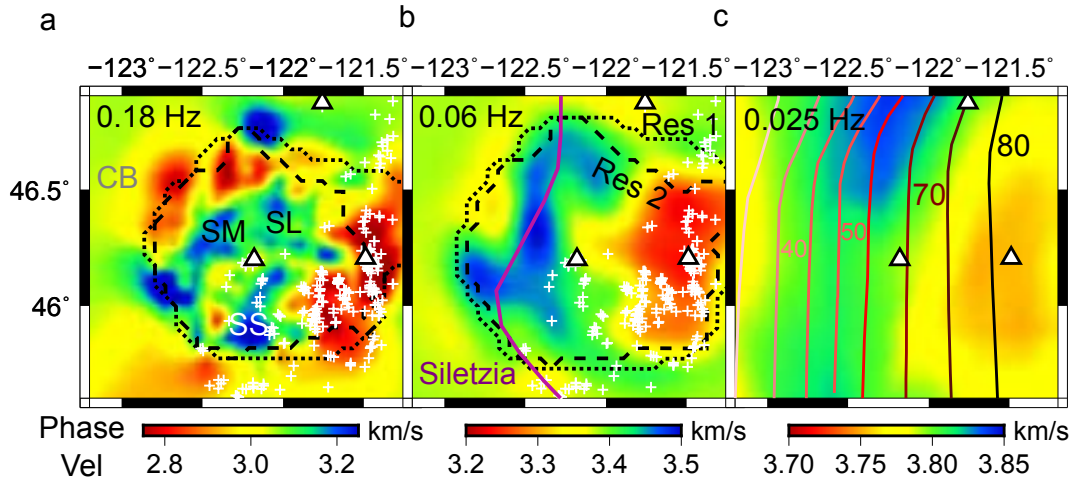 a
b
c
−123° −122.5° −122° −121.5°
−123° −122.5° −122° −121.5°
−123° −122.5° −122° −121.5°
0.18 Hz
0.06 Hz
Res 1
0.025 Hz
80
CB
Res 2
46.5°
70
SM
SL
50
40
46°
SS
Siletzia
Phase
Vel
km/s
km/s
km/s
2.8 3.0 3.2
3.2 3.3 3.4 3.5
3.70 3.75 3.80 3.85